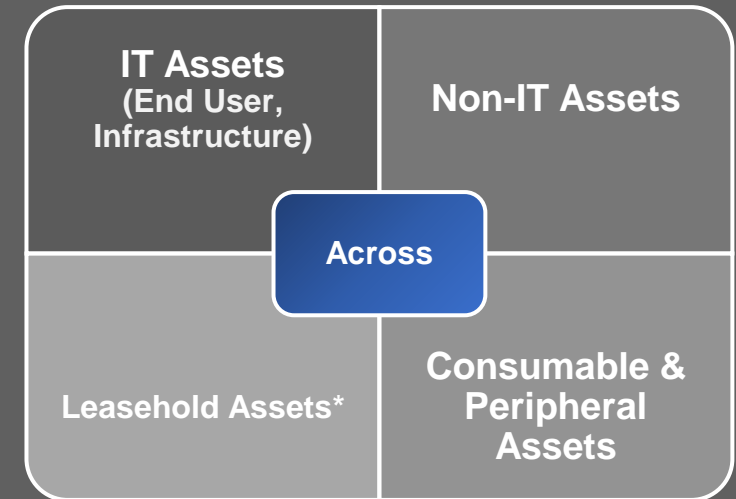 IT Assets
(End User,
Infrastructure)
Non-IT Assets
Across
Leasehold Assets*
Consumable &
Peripheral
Assets